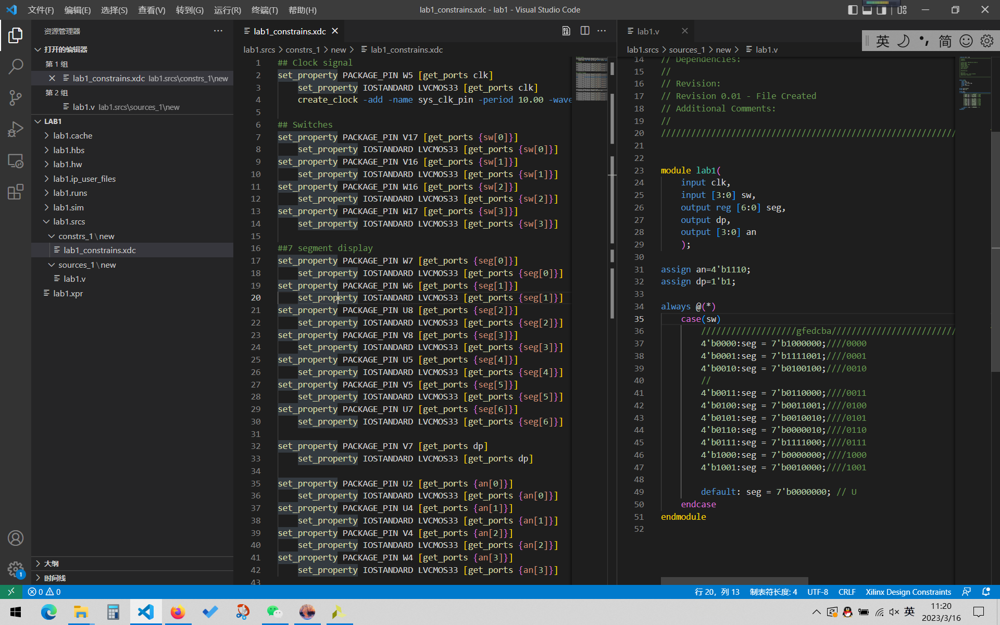 文件(F) 编辑(E) 选择(S) 查看(V) 转到(G) 运行(R) 终端(T) 帮助(H) lab1_constrains.xdc - lab1 - Visual Studio Code
资源管理器
打开的编辑器
第 1 组
lab1_constrains.xdc lab1.srcs\constrs_1\new
第 2 组
lab1.v lab1.srcs\sources_1\new
LAB1
lab1.cache
lab1.hbs
lab1.hw
lab1.ip_user_files
lab1.runs
lab1.sim
lab1.srcs
constrs_1\new
lab1_constrains.xdc
sources_1\new
lab1.v
lab1.xpr
大纲
时间线
1
lab1_constrains.xdc
lab1.srcs > constrs_1 > new > lab1_constrains.xdc
1 ## Clock signal
2 set_property PACKAGE_PIN W5 [get_ports clk]
3 set_property IOSTANDARD LVCMOS33 [get_ports clk]
4 create_clock -add -name sys_clk_pin -period 10.00 -wave
5
6 ## Switches
7 set_property PACKAGE_PIN V17 [get_ports {sw[0]}]
8 set_property IOSTANDARD LVCMOS33 [get_ports {sw[0]}]
9 set_property PACKAGE_PIN V16 [get_ports {sw[1]}]
10 set_property IOSTANDARD LVCMOS33 [get_ports {sw[1]}]
11 set_property PACKAGE_PIN W16 [get_ports {sw[2]}]
12 set_property IOSTANDARD LVCMOS33 [get_ports {sw[2]}]
13 set_property PACKAGE_PIN W17 [get_ports {sw[3]}]
14 set_property IOSTANDARD LVCMOS33 [get_ports {sw[3]}]
15
16 ##7 segment display
17 set_property PACKAGE_PIN W7 [get_ports {seg[0]}]
18 set_property IOSTANDARD LVCMOS33 [get_ports {seg[0]}]
19 set_property PACKAGE_PIN W6 [get_ports {seg[1]}]
20 set_property IOSTANDARD LVCMOS33 [get_ports {seg[1]}]
21 set_property PACKAGE_PIN U8 [get_ports {seg[2]}]
22 set_property IOSTANDARD LVCMOS33 [get_ports {seg[2]}]
23 set_property PACKAGE_PIN V8 [get_ports {seg[3]}]
24 set_property IOSTANDARD LVCMOS33 [get_ports {seg[3]}]
25 set_property PACKAGE_PIN U5 [get_ports {seg[4]}]
26 set_property IOSTANDARD LVCMOS33 [get_ports {seg[4]}]
27 set_property PACKAGE_PIN V5 [get_ports {seg[5]}]
28 set_property IOSTANDARD LVCMOS33 [get_ports {seg[5]}]
29 set_property PACKAGE_PIN U7 [get_ports {seg[6]}]
30 set_property IOSTANDARD LVCMOS33 [get_ports {seg[6]}]
31
32 set_property PACKAGE_PIN V7 [get_ports dp]
33 set_property IOSTANDARD LVCMOS33 [get_ports dp]
34
35 set_property PACKAGE_PIN U2 [get_ports {an[0]}]
36 set_property IOSTANDARD LVCMOS33 [get_ports {an[0]}]
37 set_property PACKAGE_PIN U4 [get_ports {an[1]}]
38 set_property IOSTANDARD LVCMOS33 [get_ports {an[1]}]
39 set_property PACKAGE_PIN V4 [get_ports {an[2]}]
40 set_property IOSTANDARD LVCMOS33 [get_ports {an[2]}]
41 set_property PACKAGE_PIN W4 [get_ports {an[3]}]
42 set_property IOSTANDARD LVCMOS33 [get_ports {an[3]}]
43
lab1.v
英 简
lab1.srcs > sources_1 > new > lab1.v
14 // Dependencies:
15 //
16 // Revision:
17 // Revision 0.01 - File Created
18 // Additional Comments:
19 //
20 ///////////////////////////////////////////////////////////
21
22
23 module lab1(
24 input clk,
25 input [3:0] sw,
26 output reg [6:0] seg,
27 output dp,
28 output [3:0] an
29 );
30
31 assign an=4'b1110;
32 assign dp=1'b1;
33
34 always @(*)
35 case(sw)
36 ///////////////////gfedcba/////////////////////////
37 4'b0000:seg = 7'b1000000;////0000
38 4'b0001:seg = 7'b1111001;////0001
39 4'b0010:seg = 7'b0100100;////0010
40 //
41 4'b0011:seg = 7'b0110000;////0011
42 4'b0100:seg = 7'b0011001;////0100
43 4'b0101:seg = 7'b0010010;////0101
44 4'b0110:seg = 7'b0000010;////0110
45 4'b0111:seg = 7'b1111000;////0111
46 4'b1000:seg = 7'b0000000;////1000
47 4'b1001:seg = 7'b0010000;////1001
48
49 default: seg = 7'b0000000; // U
50 endcase
51 endmodule
52
0 0 行 20，列 13 制表符长度: 4 UTF-8 CRLF Xilinx Design Constraints
英 11:20
2023/3/16